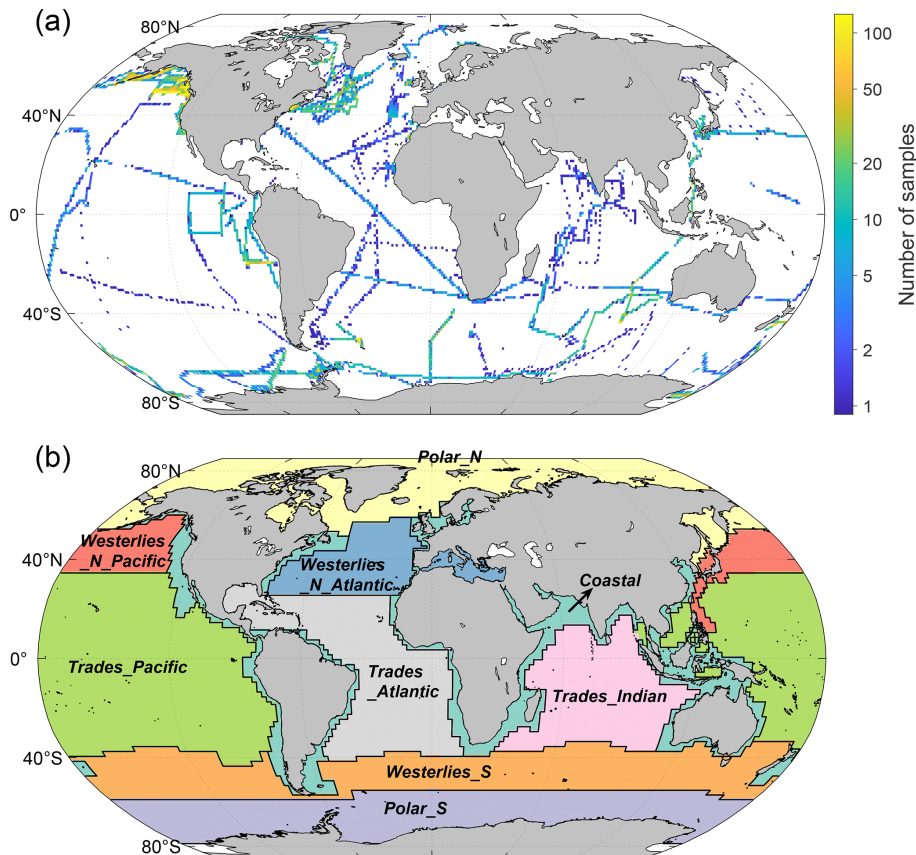 (a)
80°N
40°N
0°
40°S
80°S
100
50
20
10
5
2
1
Number of samples
(b)
Polar_N
80°N
Westerlies
_N_Pacific
40°N
Westerlies
_N_Atlantic
Coastal
0°
Trades_Pacific
Trades
_Atlantic
Trades_Indian
40°S
Westerlies_S
Polar_S
80°S